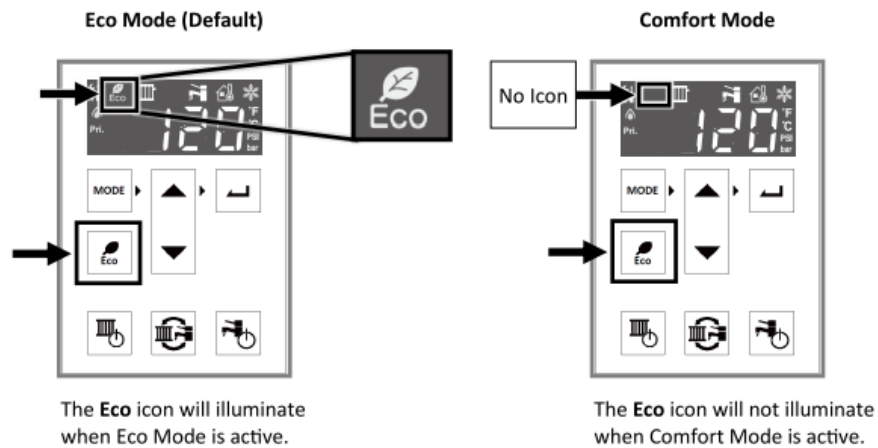 Eco Mode (Default)
Eco
120
°F
°C
PSI
bar
Pri.
Eco
MODE
Eco
The Eco icon will illuminate
when Eco Mode is active.
Comfort Mode
No Icon
120
°F
°C
PSI
bar
Pri.
MODE
Eco
The Eco icon will not illuminate
when Comfort Mode is active.